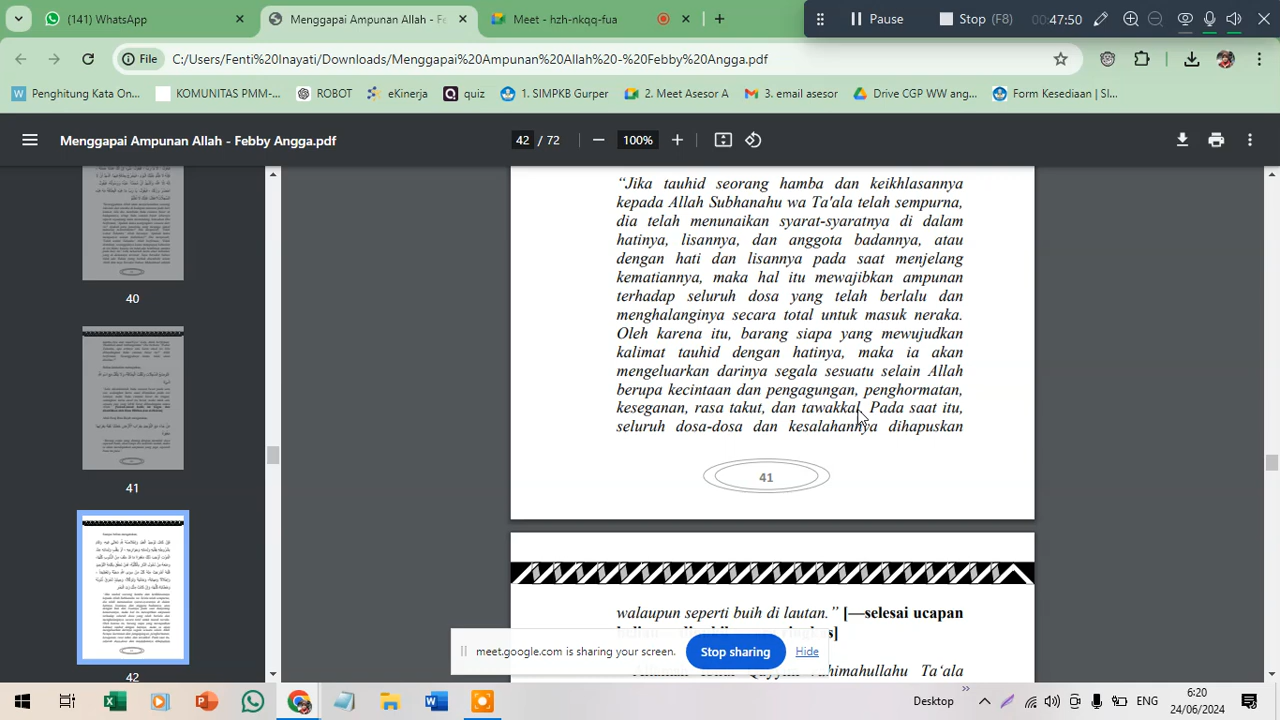 (141) WhatsApp
Menggapai Ampunan Allah - Fe
Meet - hzh-nkqq-fua
Pause
Stop (F8)
00:47:50
File
C:/Users/Fenti%20Inayati/Downloads/Menggapai%20Ampunan%20Allah%20-%20Febby%20Angga.pdf
Penghitung Kata On...
KOMUNITAS PMM-...
ROBOT
eKinerja
quiz
1. SIMPKB Gurper
2. Meet Asesor A
3. email asesor
Drive CGP WW ang...
Form Kesediaan | Sl...
Menggapai Ampunan Allah - Febby Angga.pdf
42 / 72
100%
40
41
42
“Jika tauhid seorang hamba dan keikhlasannya
kepada Allah Subhanahu wa Ta'ala telah sempurna,
dia telah menunaikan syarat-syaratnya di dalam
hatinya, lisannya, dan anggota badannya, atau
dengan hati dan lisannya pada saat menjelang
kematiannya, maka hal itu mewajibkan ampunan
terhadap seluruh dosa yang telah berlalu dan
menghalanginya secara total untuk masuk neraka.
Oleh karena itu, barang siapa yang mewujudkan
kalimat tauhid dengan hatinya, maka ia akan
mengeluarkan darinya segala sesuatu selain Allah
berupa kecintaan dan pengagungan, penghormatan,
keseganan, rasa takut, dan tawakkal. Pada saat itu,
seluruh dosa-dosa dan kesalahannya dihapuskan
41
walaupun seperti buih di lautan.” [--selesai ucapan
meet.google.com is sharing your screen.
Stop sharing
Hide
Ta‘ala
Desktop
ENG
6:20
24/06/2024